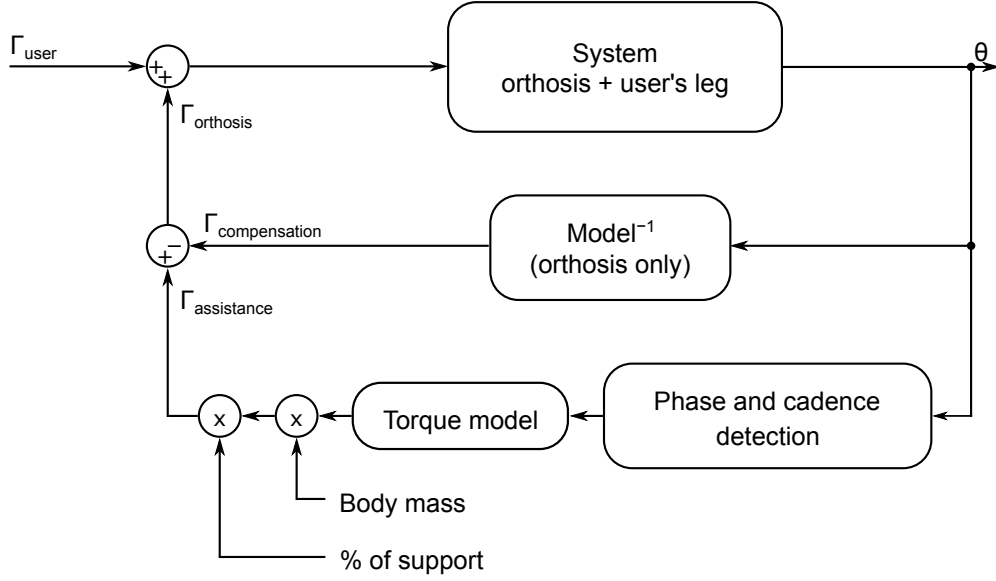 Γuser
++
System
orthosis + user's leg
θ
Γorthosis
Γcompensation
Model⁻¹
(orthosis only)
+−
Γassistance
x
x
Torque model
Phase and cadence
detection
Body mass
% of support